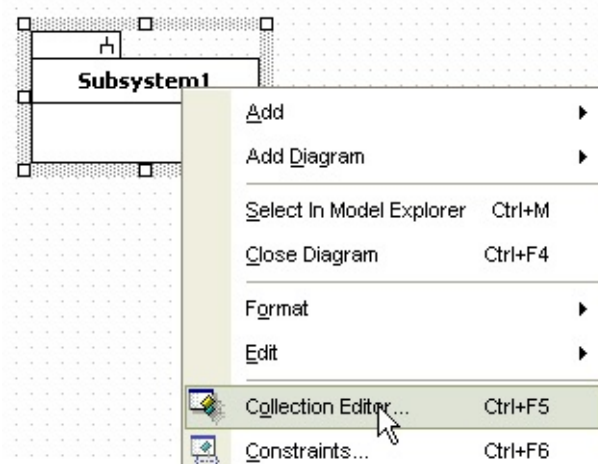 Subsystem1
Add
Add Diagram
Select In Model Explorer Ctrl+M
Close Diagram Ctrl+F4
Format
Edit
Collection Editor... Ctrl+F5
Constraints... Ctrl+F6